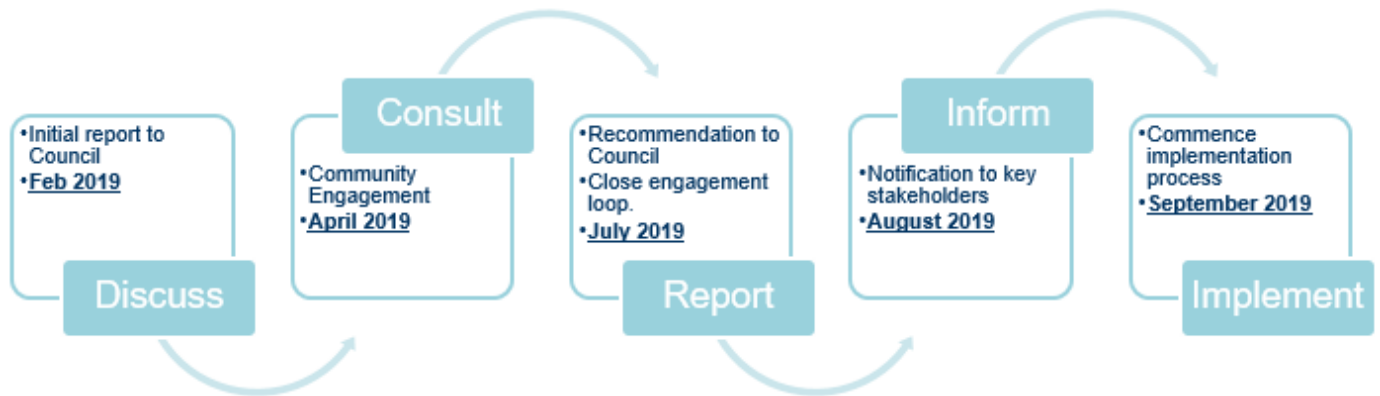 •Initial report to
Council
•Feb 2019
Discuss
Consult
•Community
Engagement
•April 2019
•Recommendation to
Council
•Close engagement
loop.
•July 2019
Report
Inform
•Notification to key
stakeholders
•August 2019
•Commence
implementation
process
•September 2019
Implement